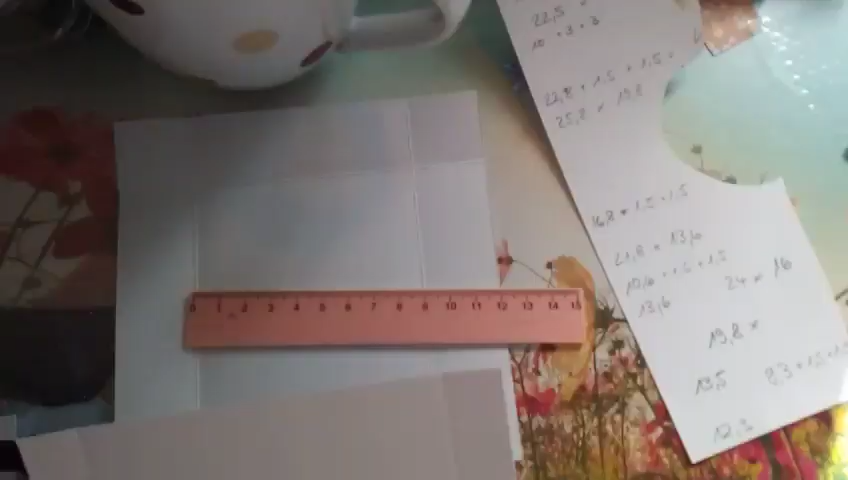 22,5 x
10 + 3 + 3
22,8 + 1,5 + 1,5
25,8 x 19,8
16,8 + 1,5 + 1,5
21,8 x 13,6
10,6 + 1,5 + 1,5
13,6
24 x 16
19,8 x
13,5
0 1 2 3 4 5 6 7 8 9 10 11 12 13 14 15